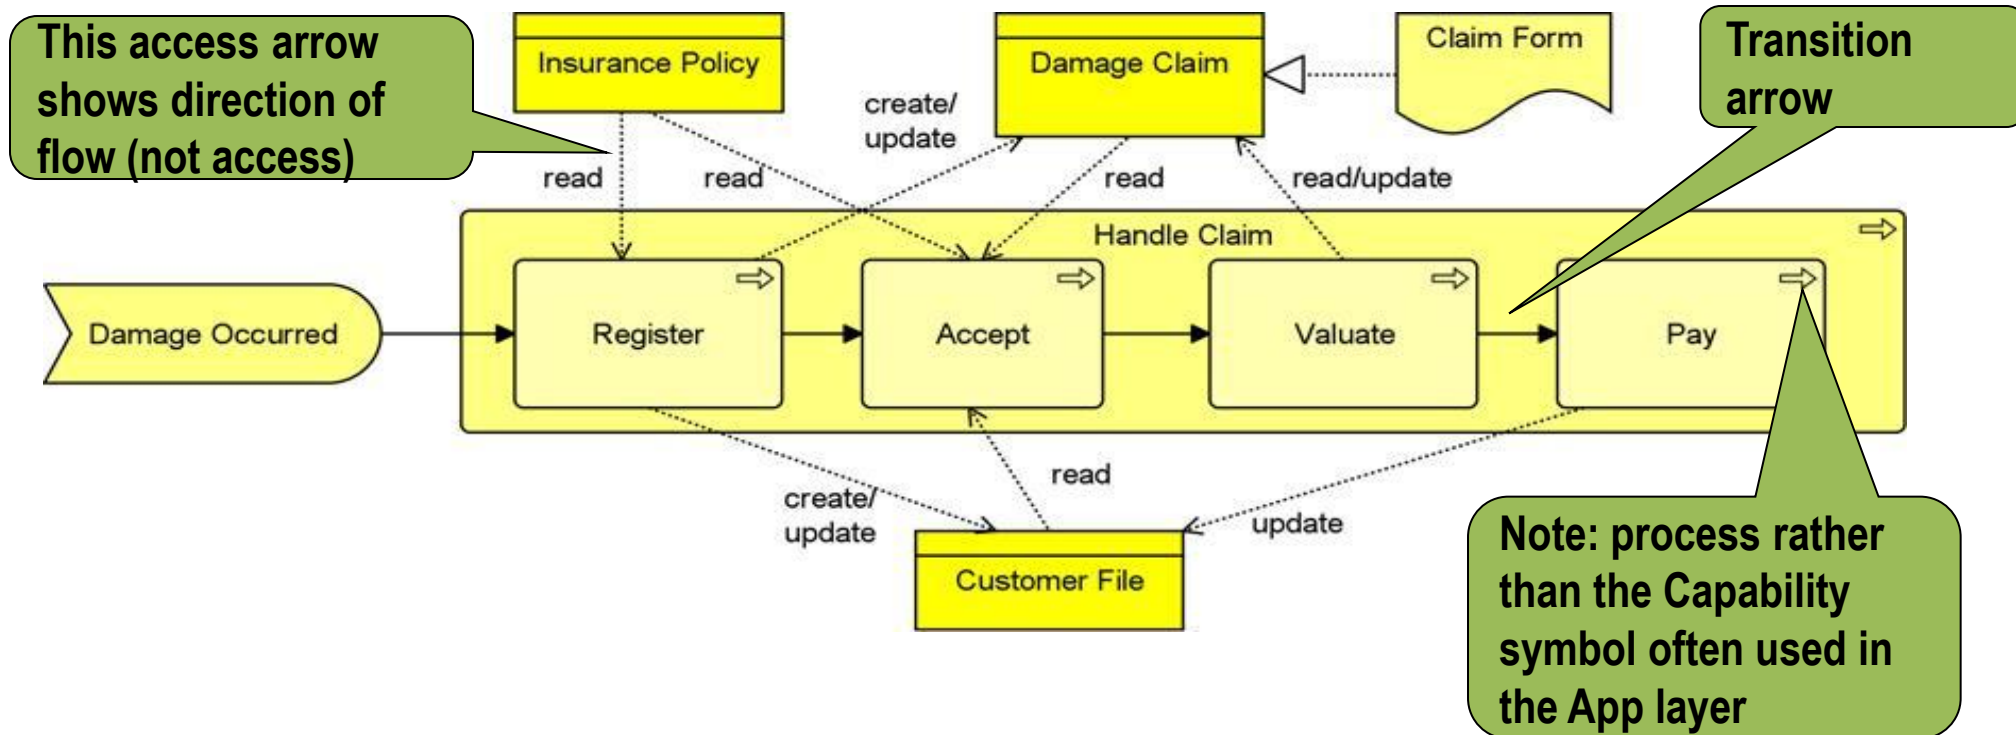 This access arrow
shows direction of
flow (not access)
Insurance Policy
Damage Claim
Claim Form
Transition
arrow
create/
update
read
read
read
read/update
Handle Claim
Damage Occurred
Register
Accept
Valuate
Pay
create/
update
read
update
Customer File
Note: process rather
than the Capability
symbol often used in
the App layer